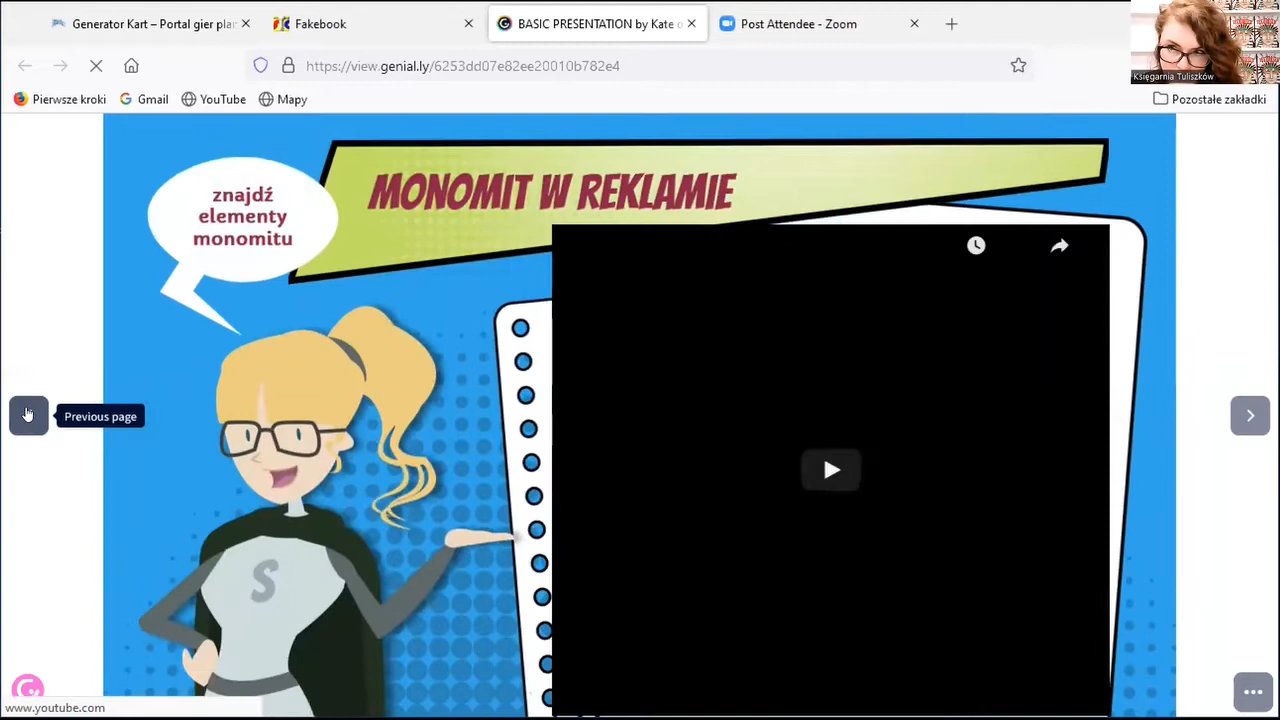 Generator Kart – Portal gier plan
Fakebook
BASIC PRESENTATION by Kate o
Post Attendee - Zoom
https://view.genial.ly/6253dd07e82ee20010b782e4
Księgarnia Tuliszków
Pierwsze kroki
Gmail
YouTube
Mapy
Pozostałe zakładki
znajdź
elementy
monomitu
MONOMIT W REKLAMIE
Previous page
S
www.youtube.com